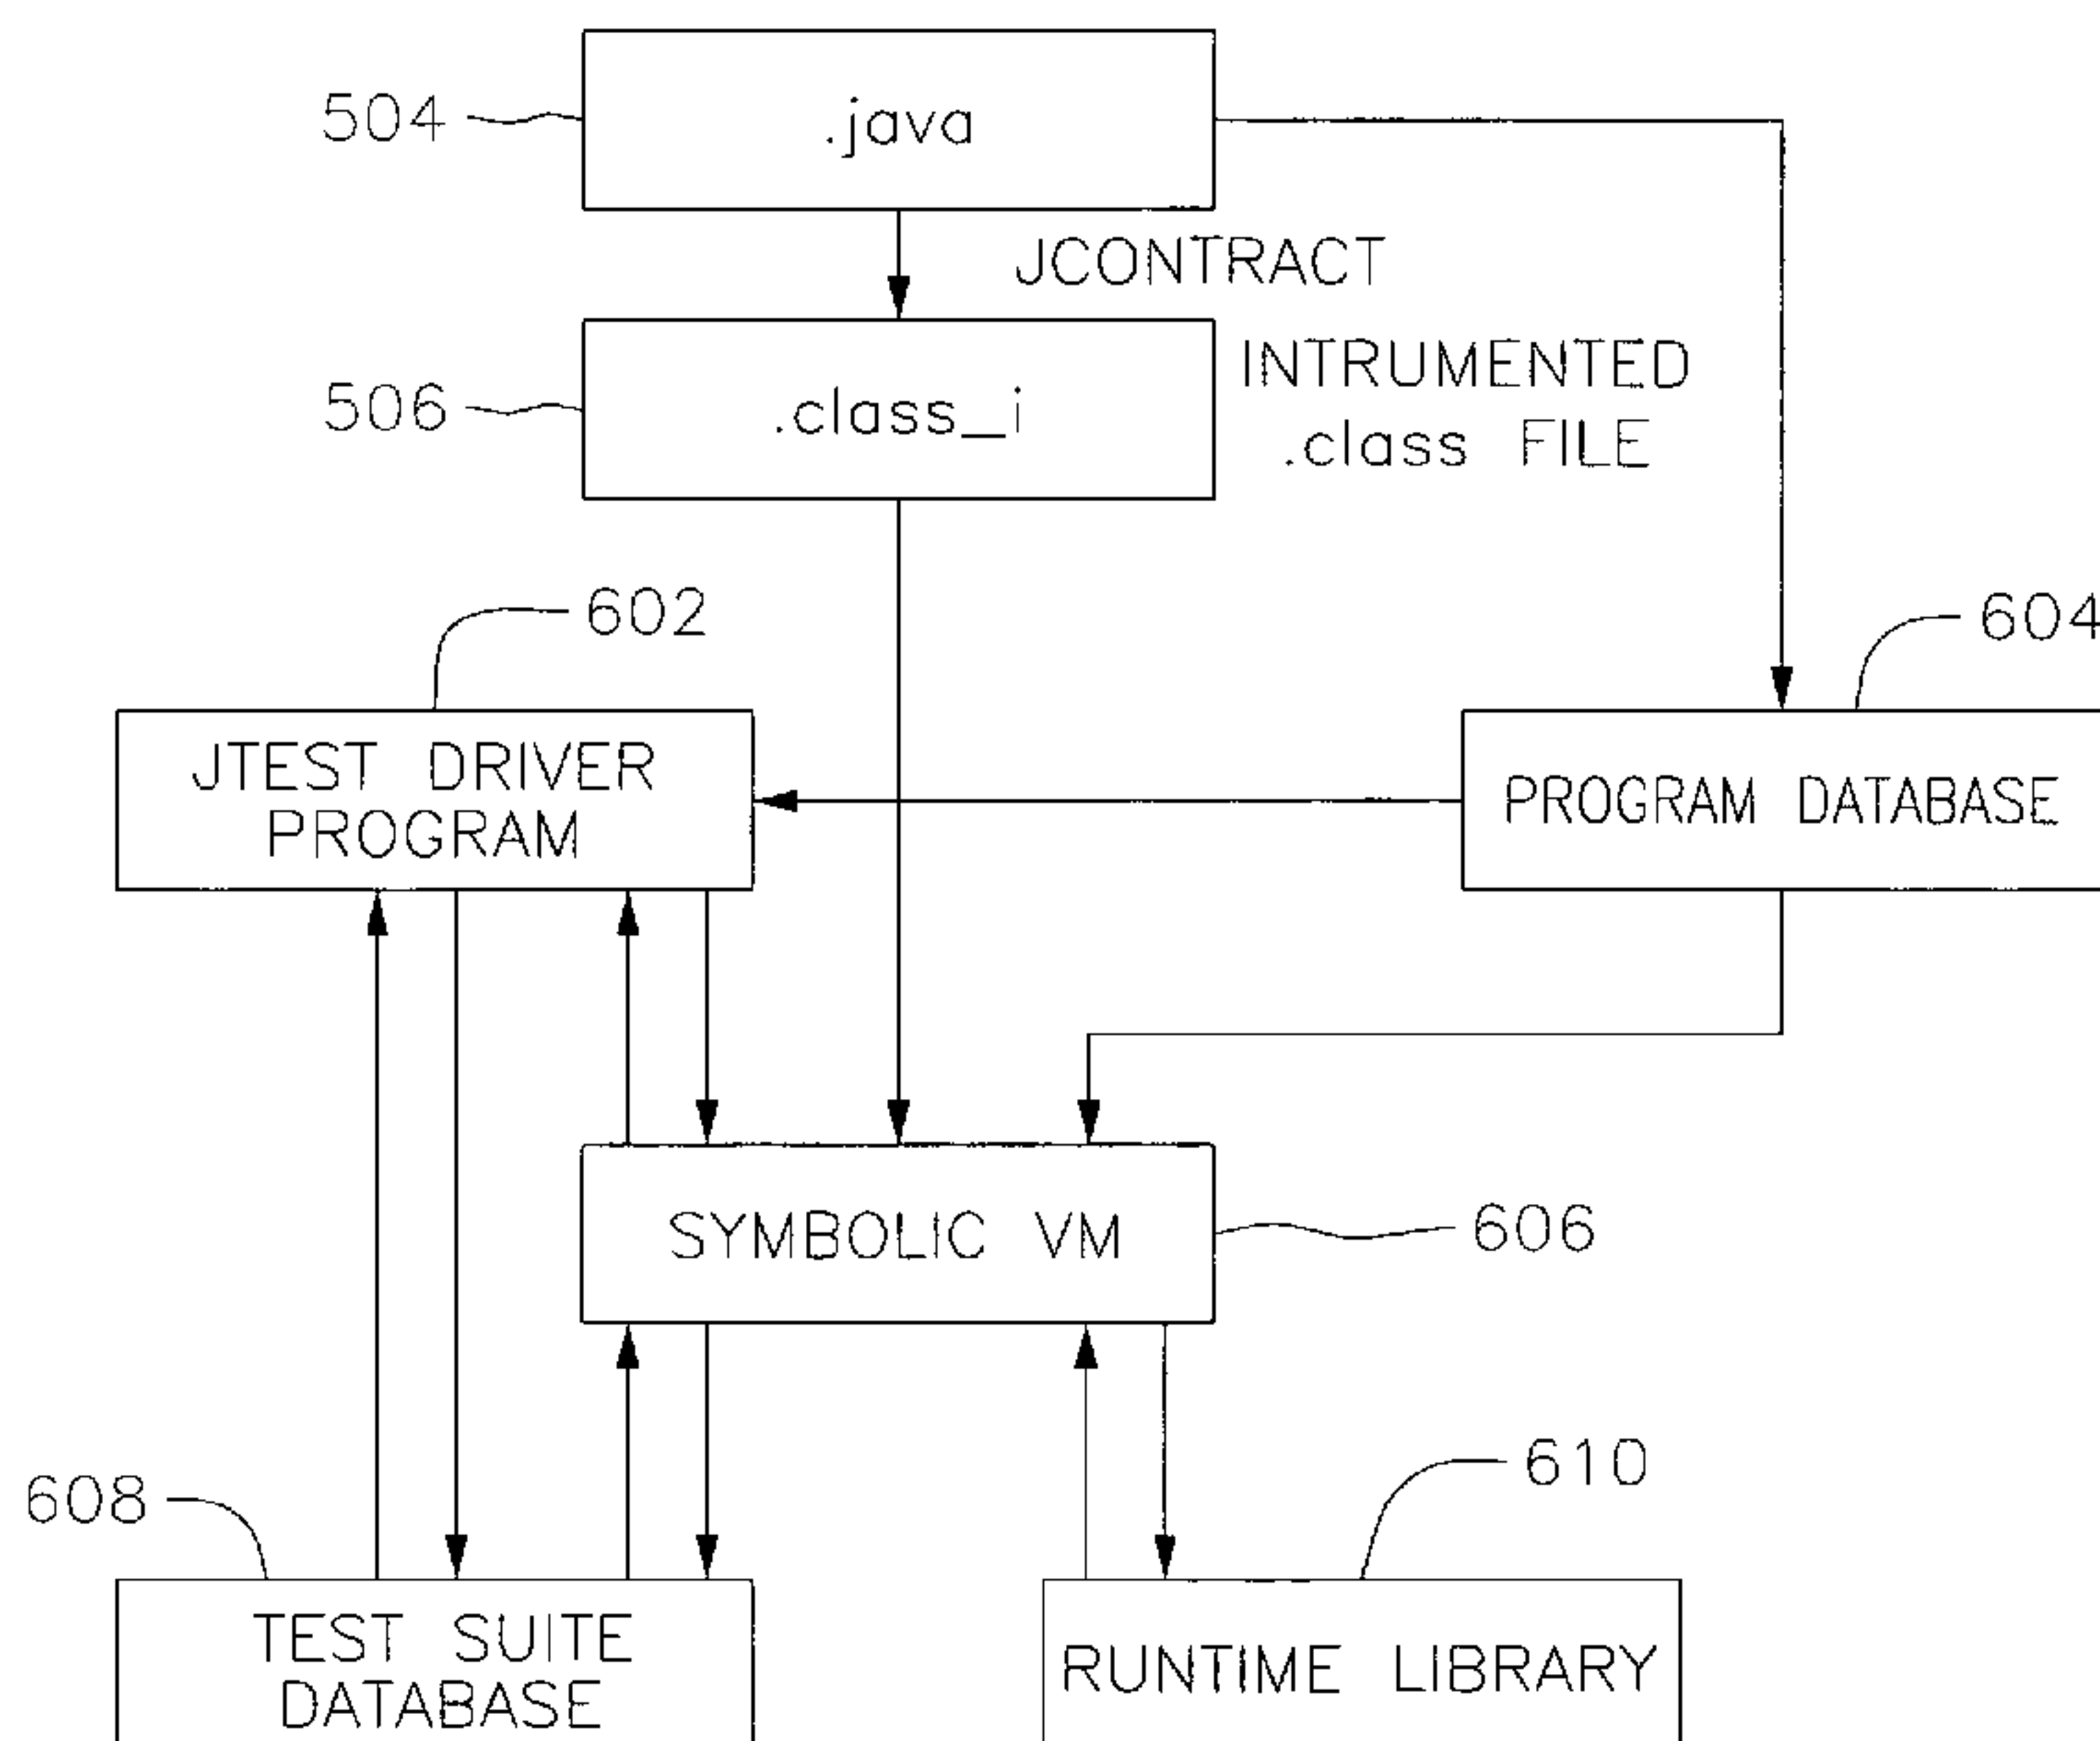 504
.java
JCONTRACT
506
.class_i
INTRUMENTED
.class FILE
602
604
JTEST DRIVER
PROGRAM
PROGRAM DATABASE
SYMBOLIC VM
606
608
610
TEST SUITE
DATABASE
RUNTIME LIBRARY